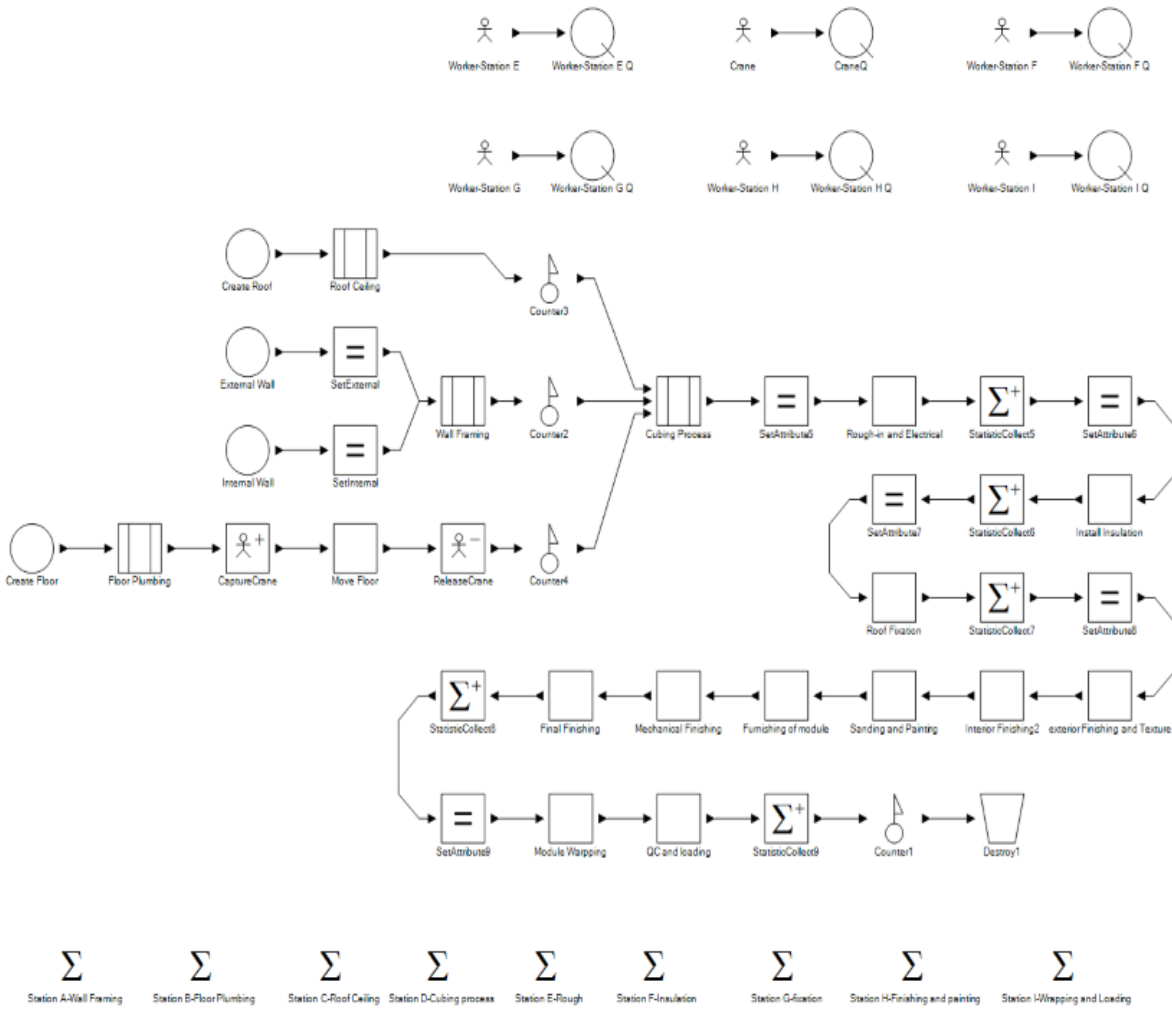 Worker-Station E Worker-Station E Q Crane CraneQ Worker-Station F Worker-Station F Q
Worker-Station G Worker-Station G Q Worker-Station H Worker-Station H Q Worker-Station I Worker-Station I Q
Create Roof Roof Ceiling Counter3
External Wall SetExternal Wall Framing Counter2 Cubing Process SetAttribute5 Rough-in and Electrical StatisticCollect5 SetAttribute6
Internal Wall SetInternal
SetAttribute7 StatisticCollect6 Install Insulation
Create Floor Floor Plumbing CaptureCrane Move Floor ReleaseCrane Counter4
Roof Fixation StatisticCollect7 SetAttribute8
StatisticCollect8 Final Finishing Mechanical Finishing Furnishing of module Sanding and Painting Interior Finishing2 exterior Finishing and Texture
SetAttribute9 Module Warpping QC and loading StatisticCollect9 Counter1 Destroy1
Station A-Wall Framing Station B-Floor Plumbing Station C-Roof Ceiling Station D-Cubing process Station E-Rough Station F-Insulation Station G-fixation Station H-Finishing and painting Station I-Wrapping and Loading